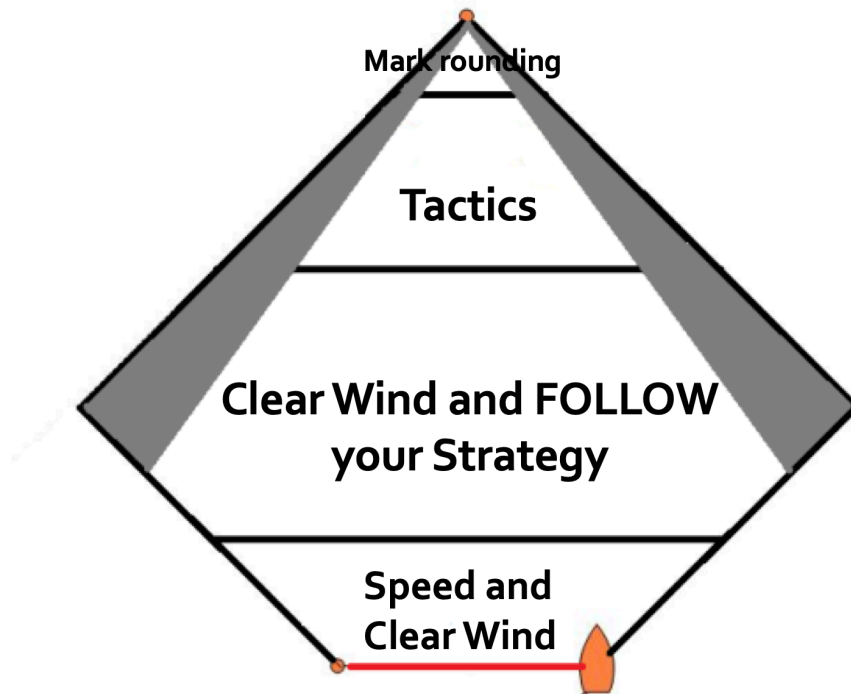 Mark rounding
Tactics
Clear Wind and FOLLOW
your Strategy
Speed and
Clear Wind